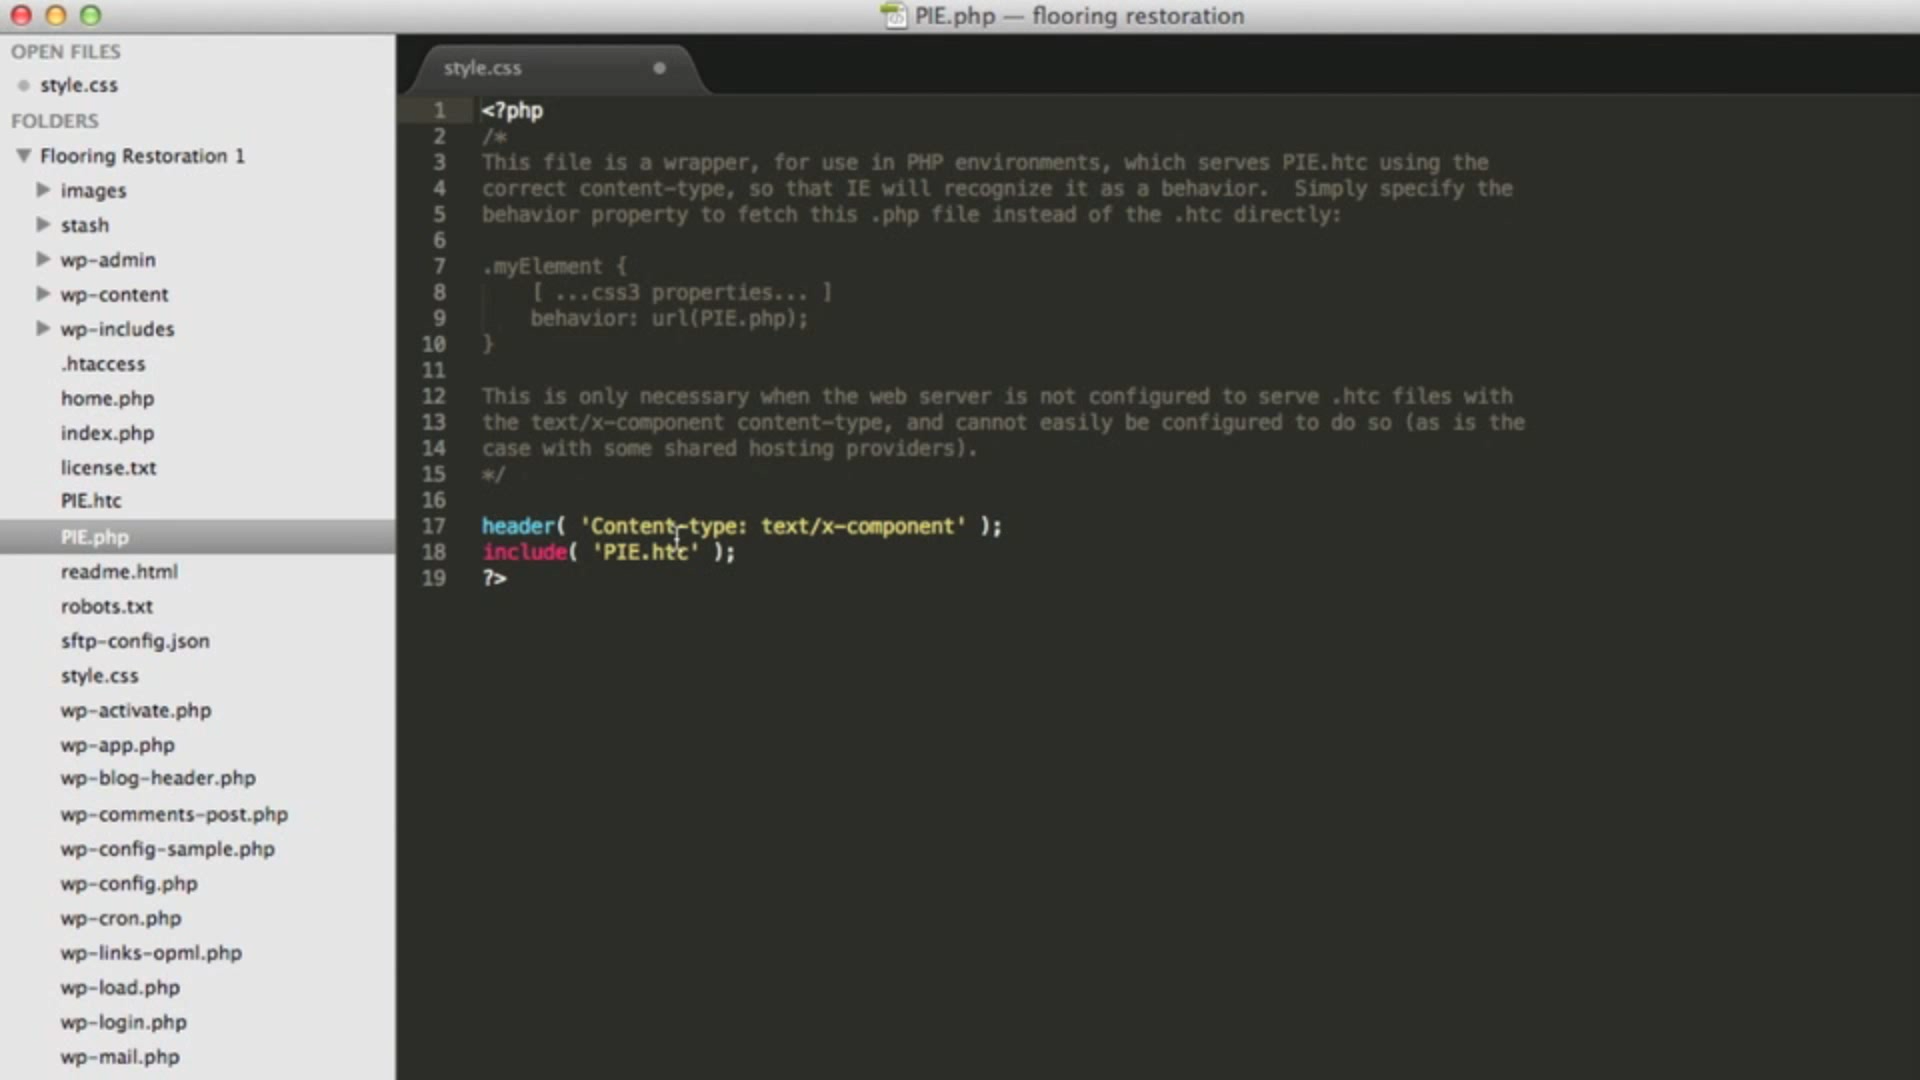 PIE.php — flooring restoration
OPEN FILES
style.css
FOLDERS
Flooring Restoration 1
images
stash
wp-admin
wp-content
wp-includes
.htaccess
home.php
index.php
license.txt
PIE.htc
PIE.php
readme.html
robots.txt
sftp-config.json
style.css
wp-activate.php
wp-app.php
wp-blog-header.php
wp-comments-post.php
wp-config-sample.php
wp-config.php
wp-cron.php
wp-links-opml.php
wp-load.php
wp-login.php
wp-mail.php
style.css
1 <?php
2 /*
3 This file is a wrapper, for use in PHP environments, which serves PIE.htc using the
4 correct content-type, so that IE will recognize it as a behavior.  Simply specify the
5 behavior property to fetch this .php file instead of the .htc directly:
6
7 .myElement {
8     [ ...css3 properties... ]
9     behavior: url(PIE.php);
10 }
11
12 This is only necessary when the web server is not configured to serve .htc files with
13 the text/x-component content-type, and cannot easily be configured to do so (as is the
14 case with some shared hosting providers).
15 */
16
17 header( 'Content-type: text/x-component' );
18 include( 'PIE.htc' );
19 ?>